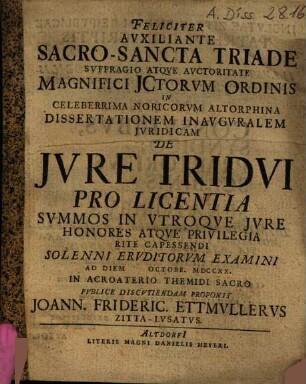 A. Diss. 2816
FELICITER
AVXILIANTE
SACRO-SANCTA TRIADE
SVFFRAGIO ATQVE AVCTORITATE
MAGNIFICI JCTORVM ORDINIS
IN
CELEBERRIMA NORICORVM ALTORPHINA
DISSERTATIONEM INAVGVRALEM
JVRIDICAM
DE
JVRE TRIDVI
PRO LICENTIA
SVMMOS IN VTROQVE JVRE
HONORES ATQVE PRIVILEGIA
RITE CAPESSENDI
SOLENNI ERVDITORVM EXAMINI
AD DIEM OCTOBR. MDCCXX.
IN ACROATERIO THEMIDI SACRO
PVBLICE DISCVTIENDAM PROPONIT
JOANN. FRIDERIC. ETTMVLLERVS
ZITTA-LVSATVS.
ALTDORFI
LITERIS MAGNI DANIELIS MEYERI.